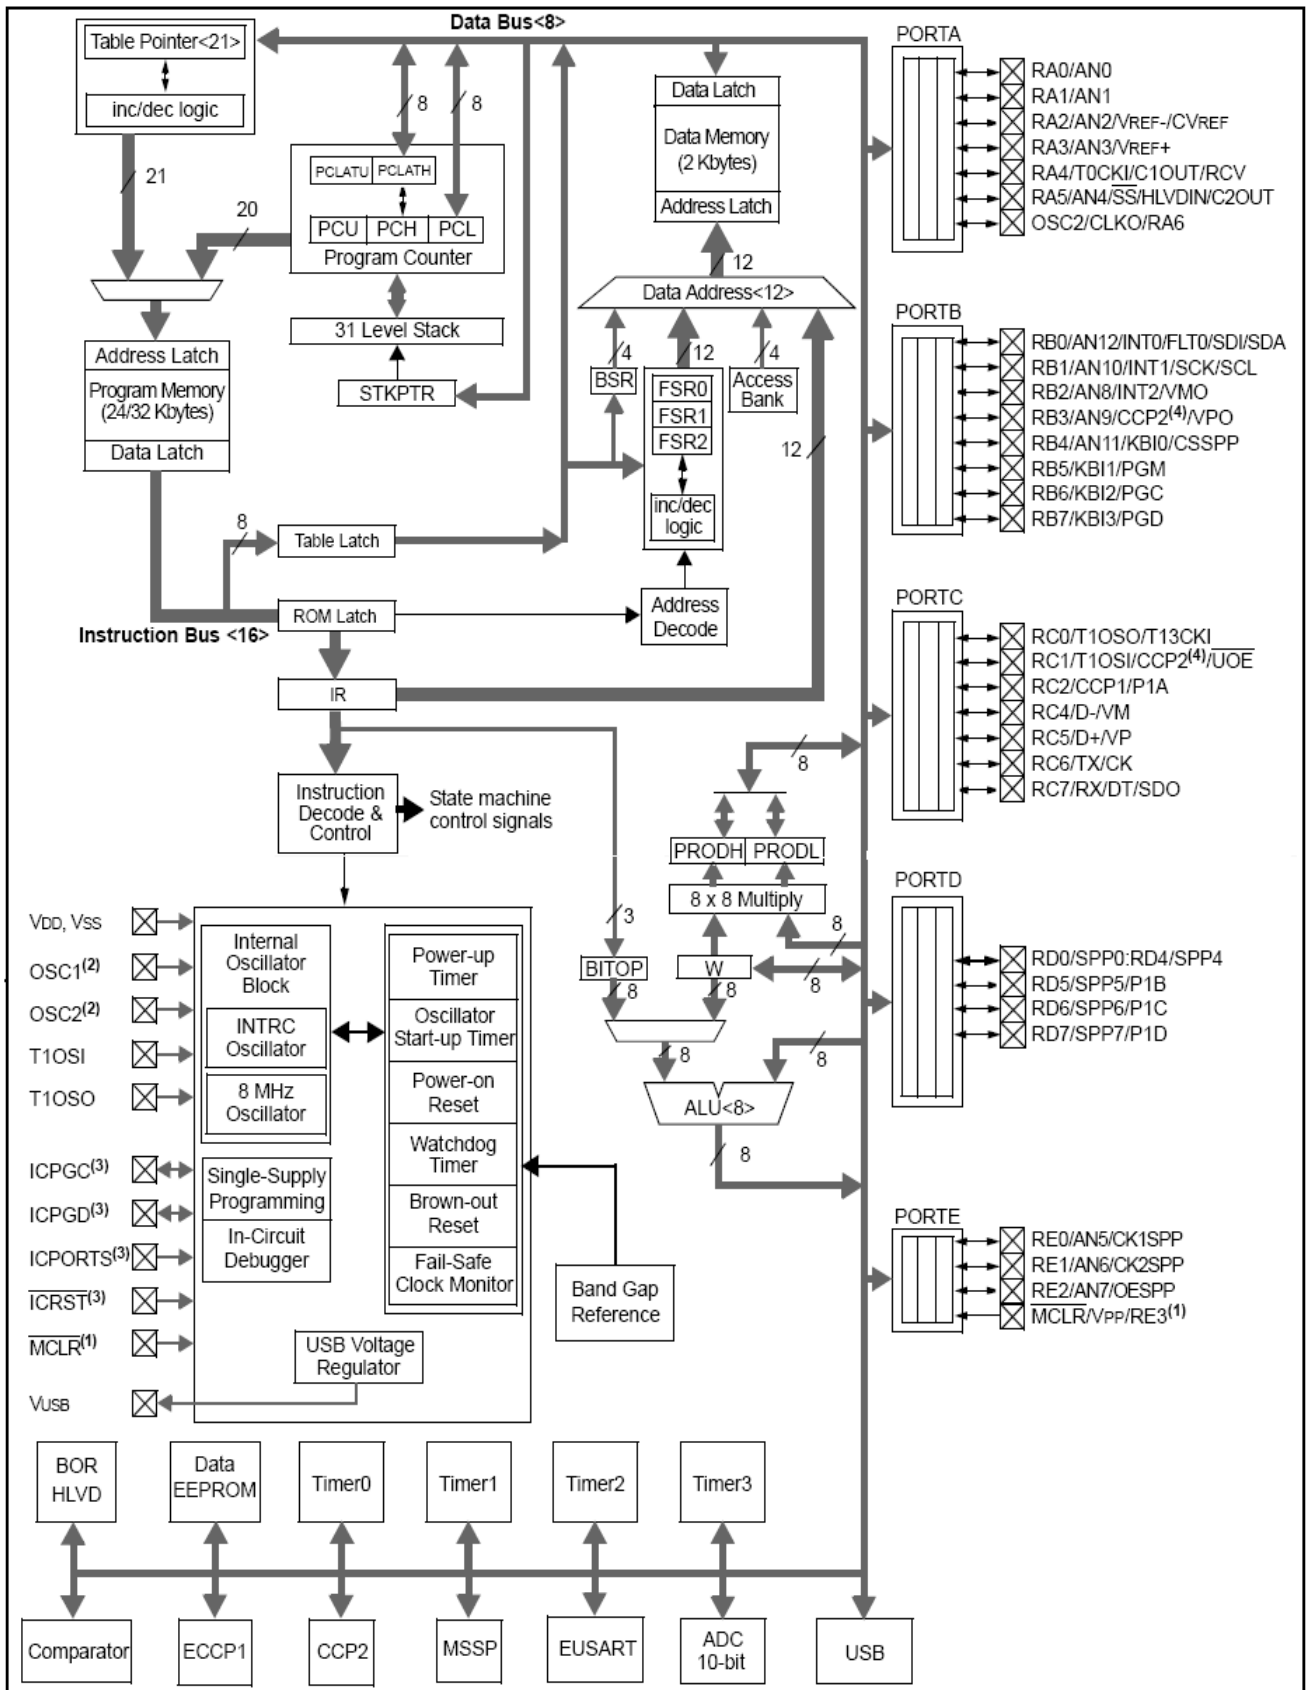 Data Bus<8>
Table Pointer<21>
inc/dec logic
21
20
8
8
PCLATU
PCLATH
PCU
PCH
PCL
Program Counter
31 Level Stack
STKPTR
Address Latch
Program Memory
(24/32 Kbytes)
Data Latch
8
Table Latch
ROM Latch
Instruction Bus <16>
IR
Data Latch
Data Memory
(2 Kbytes)
Address Latch
12
Data Address<12>
4
12
4
BSR
FSR0
FSR1
FSR2
inc/dec
logic
Access
Bank
12
Address
Decode
Instruction
Decode &
Control
State machine
control signals
8
PRODH
PRODL
8 x 8 Multiply
3
8
BITOP
W
8
8
8
8
8
ALU<8>
8
VDD, VSS
OSC1(2)
OSC2(2)
T1OSI
T1OSO
ICPGC(3)
ICPGD(3)
ICPORTS(3)
ICRST(3)
MCLR(1)
VUSB
Internal
Oscillator
Block
INTRC
Oscillator
8 MHz
Oscillator
Single-Supply
Programming
In-Circuit
Debugger
Power-up
Timer
Oscillator
Start-up Timer
Power-on
Reset
Watchdog
Timer
Brown-out
Reset
Fail-Safe
Clock Monitor
USB Voltage
Regulator
Band Gap
Reference
PORTA
RA0/AN0
RA1/AN1
RA2/AN2/VREF-/CVREF
RA3/AN3/VREF+
RA4/T0CKI/C1OUT/RCV
RA5/AN4/SS/HLVDIN/C2OUT
OSC2/CLKO/RA6
PORTB
RB0/AN12/INT0/FLT0/SDI/SDA
RB1/AN10/INT1/SCK/SCL
RB2/AN8/INT2/VMO
RB3/AN9/CCP2(4)/VPO
RB4/AN11/KBI0/CSSPP
RB5/KBI1/PGM
RB6/KBI2/PGC
RB7/KBI3/PGD
PORTC
RC0/T1OSO/T13CKI
RC1/T1OSI/CCP2(4)/UOE
RC2/CCP1/P1A
RC4/D-/VM
RC5/D+/VP
RC6/TX/CK
RC7/RX/DT/SDO
PORTD
RD0/SPP0:RD4/SPP4
RD5/SPP5/P1B
RD6/SPP6/P1C
RD7/SPP7/P1D
PORTE
RE0/AN5/CK1SPP
RE1/AN6/CK2SPP
RE2/AN7/OESPP
MCLR/VPP/RE3(1)
BOR
HLVD
Data
EEPROM
Timer0
Timer1
Timer2
Timer3
Comparator
ECCP1
CCP2
MSSP
EUSART
ADC
10-bit
USB